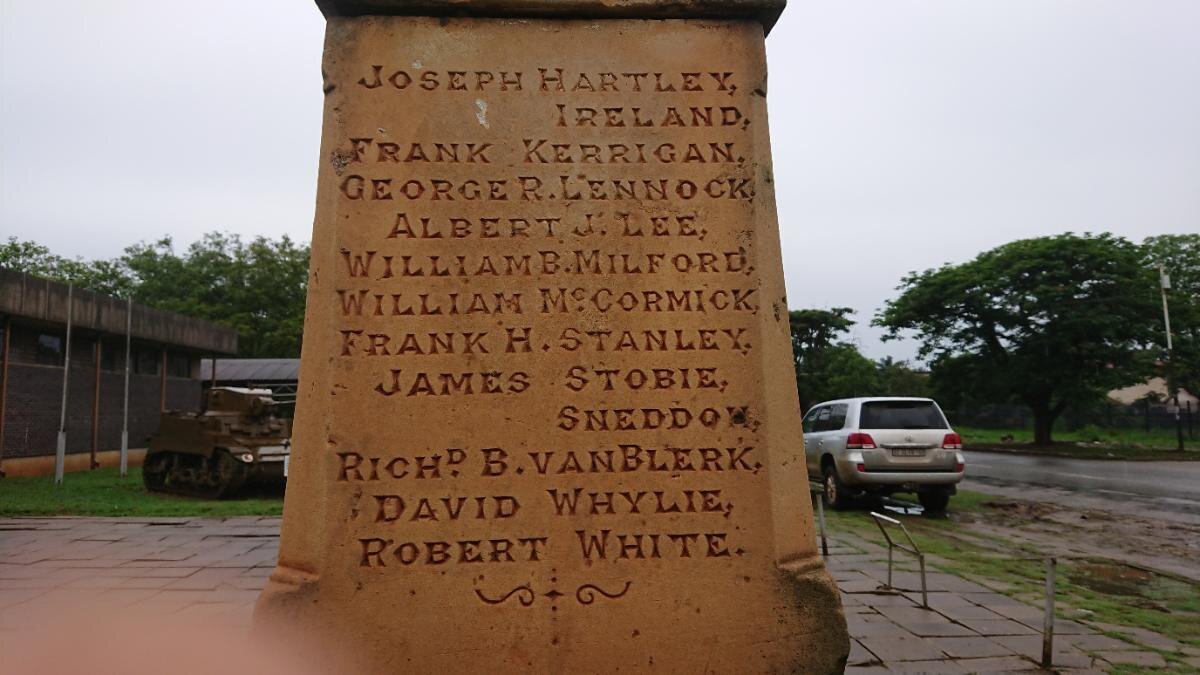 JOSEPH HARTLEY,
IRELAND,
FRANK KERRIGAN,
GEORGE R. LENNOCK,
ALBERT J. LEE,
WILLIAM B. MILFORD,
WILLIAM McCORMICK,
FRANK H. STANLEY,
JAMES STOBIE,
SNEDDON,
RICHD B. VANBLERK,
DAVID WHYLIE,
ROBERT WHITE.